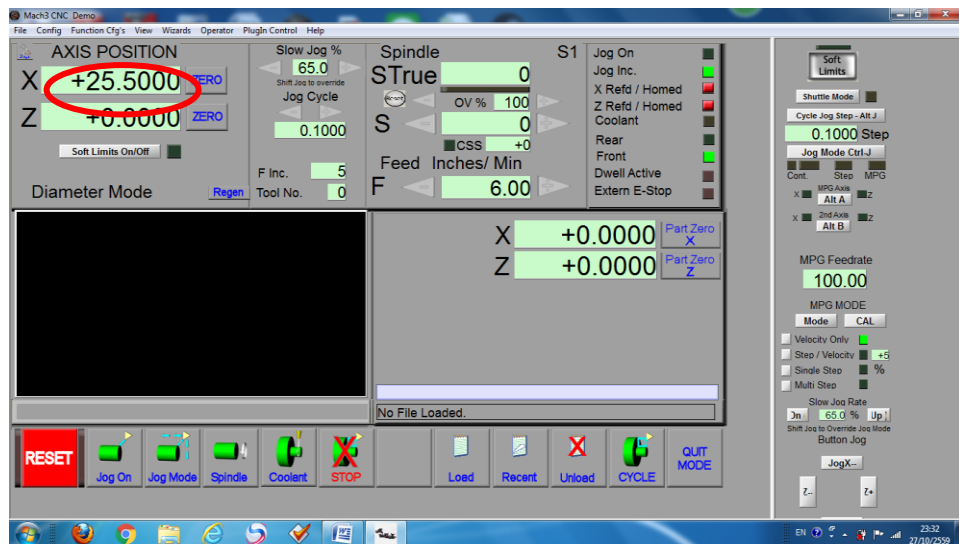 Mach3 CNC Demo
File Config Function Cfg's View Wizards Operator PlugIn Control Help
AXIS POSITION
X +25.5000 ZERO
Z +0.0000 ZERO
Soft Limits On/Off
Diameter Mode
Regen
Slow Jog %
65.0
Shift Jog to override
Jog Cycle
0.1000
F Inc. 5
Tool No. 0
Spindle S1
STrue 0
Reset
OV % 100
S 0
CSS +0
Feed Inches/ Min
F 6.00
Jog On
Jog Inc.
X Refd / Homed
Z Refd / Homed
Coolant
Rear
Front
Dwell Active
Extern E-Stop
X +0.0000 Part Zero X
Z +0.0000 Part Zero Z
No File Loaded.
RESET
Jog On
Jog Mode
Spindle
Coolant
STOP
Load
Recent
Unload
CYCLE
QUIT MODE
Soft Limits
Shuttle Mode
Cycle Jog Step - Alt J
0.1000 Step
Jog Mode Ctrl-J
Cont. Step MPG
MPG Axis
X Alt A Z
2nd Axis
X Alt B Z
MPG Feedrate
100.00
MPG MODE
Mode CAL
Velocity Only
Step / Velocity +5
Single Step %
Multi Step
Slow Jog Rate
Dn 65.0 % Up
Shift Jog to Override Jog Mode
Button Jog
JogX--
Z-- Z+
EN 23:32
27/10/2559